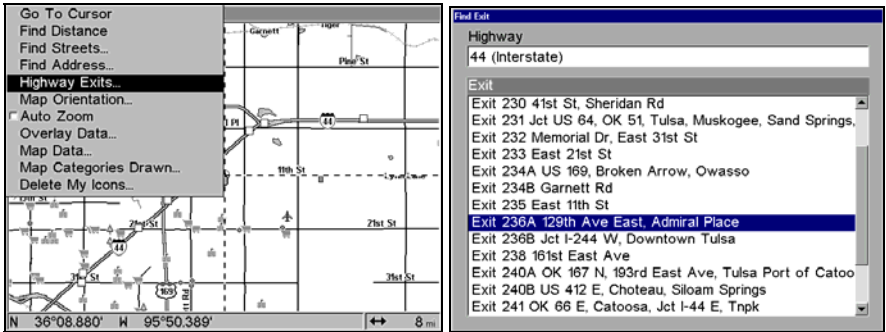 Go To Cursor
Find Distance
Find Streets...
Find Address...
Highway Exits...
Map Orientation...
Auto Zoom
Overlay Data...
Map Data...
Map Categories Drawn...
Delete My Icons...
Garnett
Tiger
Pine St
44
Pl
11th St
21st St
21st St
44
31st St
31st St
169
Rd
N 36°08.880' W 95°50.389'
8 mi
Find Exit
Highway
44 (Interstate)
Exit
Exit 230 41st St, Sheridan Rd
Exit 231 Jct US 64, OK 51, Tulsa, Muskogee, Sand Springs,
Exit 232 Memorial Dr, East 31st St
Exit 233 East 21st St
Exit 234A US 169, Broken Arrow, Owasso
Exit 234B Garnett Rd
Exit 235 East 11th St
Exit 236A 129th Ave East, Admiral Place
Exit 236B Jct I-244 W, Downtown Tulsa
Exit 238 161st East Ave
Exit 240A OK 167 N, 193rd East Ave, Tulsa Port of Catoo
Exit 240B US 412 E, Choteau, Siloam Springs
Exit 241 OK 66 E, Catoosa, Jct I-44 E, Tnpk